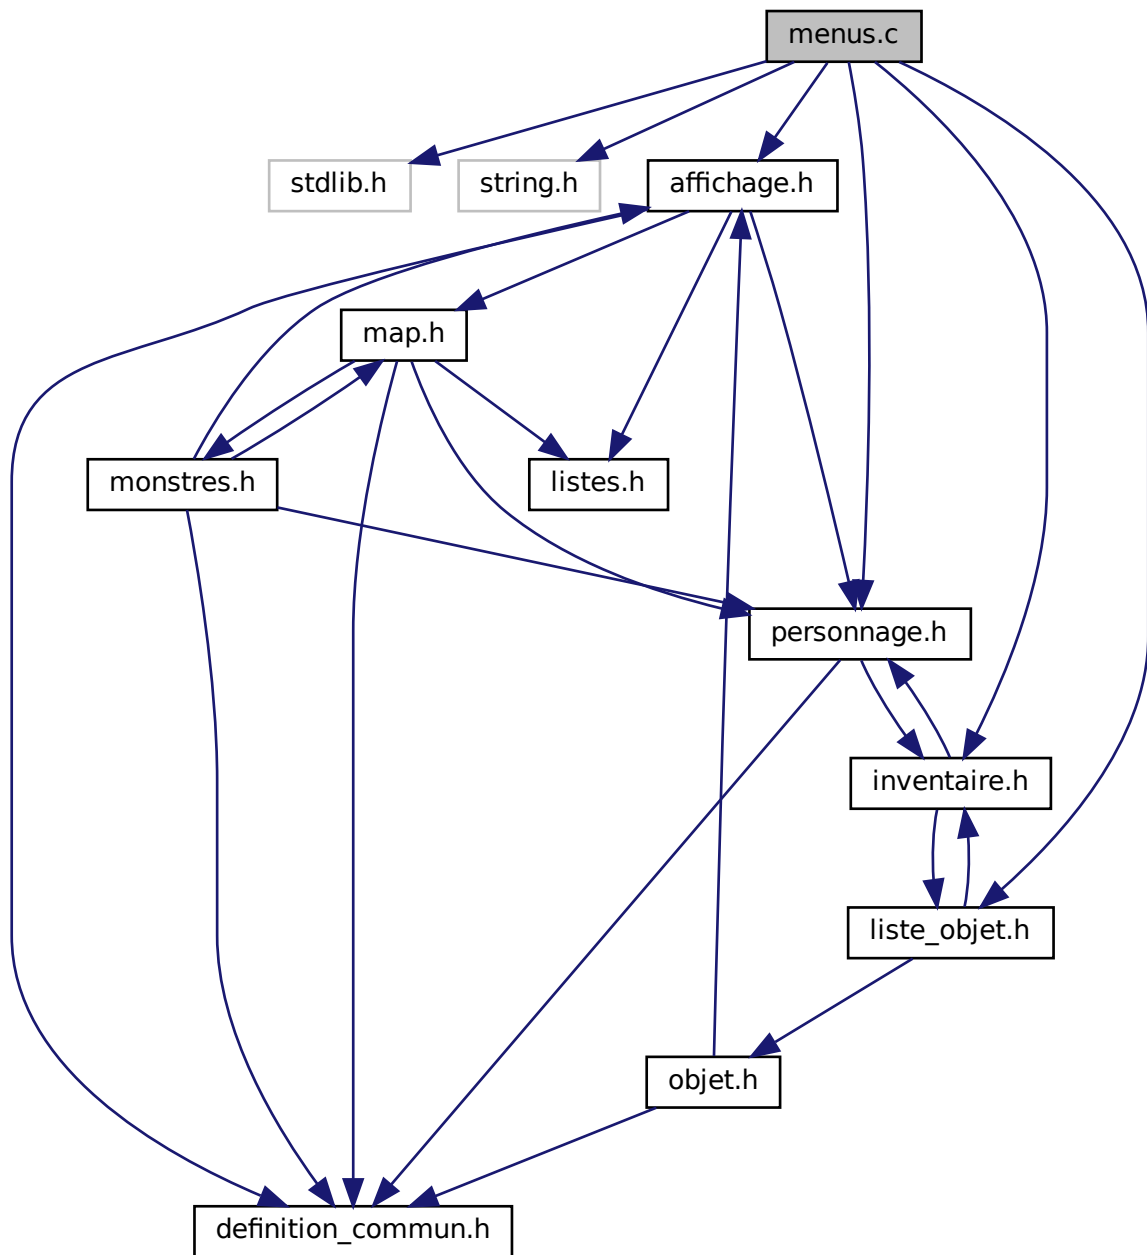 menus.c
stdlib.h
string.h
affichage.h
map.h
monstres.h
listes.h
personnage.h
inventaire.h
liste_objet.h
objet.h
definition_commun.h